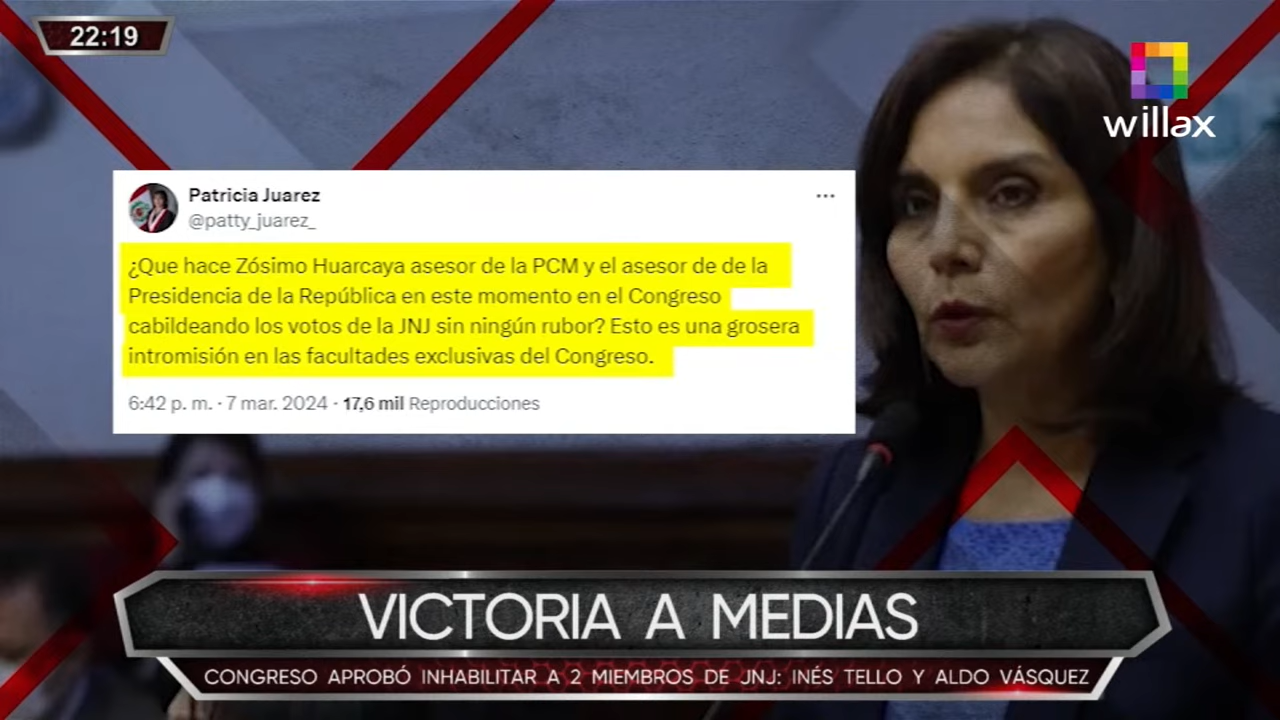 22:19
willax
Patricia Juarez
@patty_juarez_
¿Que hace Zósimo Huarcaya asesor de la PCM y el asesor de de la
Presidencia de la República en este momento en el Congreso
cabildeando los votos de la JNJ sin ningún rubor? Esto es una grosera
intromisión en las facultades exclusivas del Congreso.
6:42 p. m. · 7 mar. 2024 · 17,6 mil Reproducciones
VICTORIA A MEDIAS
CONGRESO APROBÓ INHABILITAR A 2 MIEMBROS DE JNJ: INÉS TELLO Y ALDO VÁSQUEZ